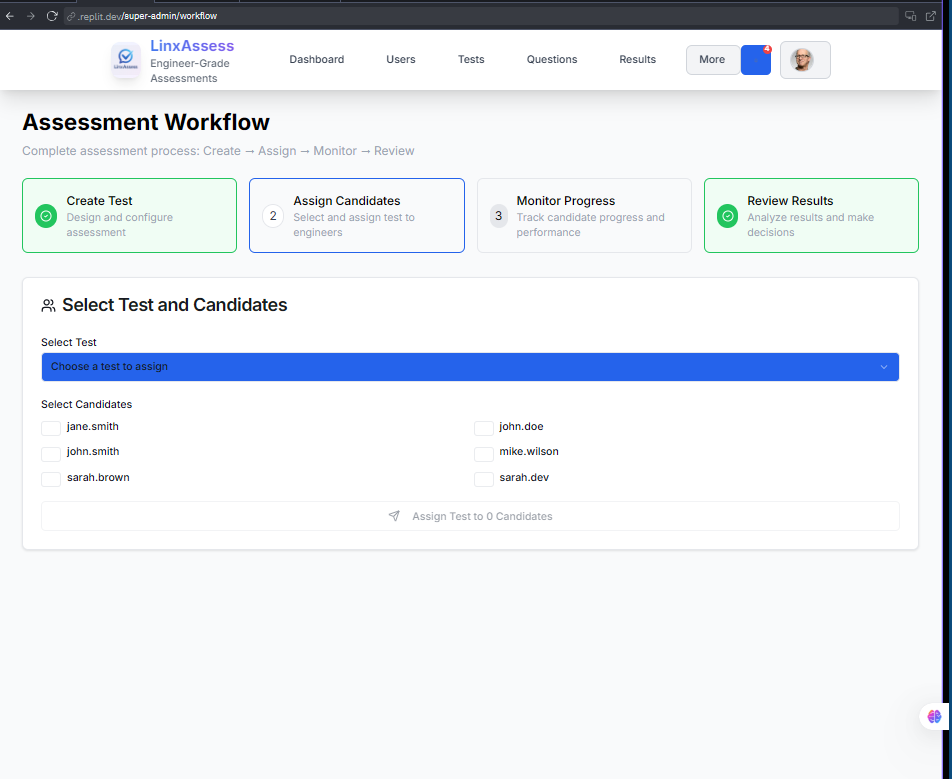 .replit.dev/super-admin/workflow
LinxAssess
LinxAssess
Engineer-Grade
Assessments
Dashboard
Users
Tests
Questions
Results
More
4
Assessment Workflow
Complete assessment process: Create → Assign → Monitor → Review
Create Test
Design and configure
assessment
2
Assign Candidates
Select and assign test to
engineers
3
Monitor Progress
Track candidate progress and
performance
Review Results
Analyze results and make
decisions
Select Test and Candidates
Select Test
Choose a test to assign
Select Candidates
jane.smith
john.doe
john.smith
mike.wilson
sarah.brown
sarah.dev
Assign Test to 0 Candidates